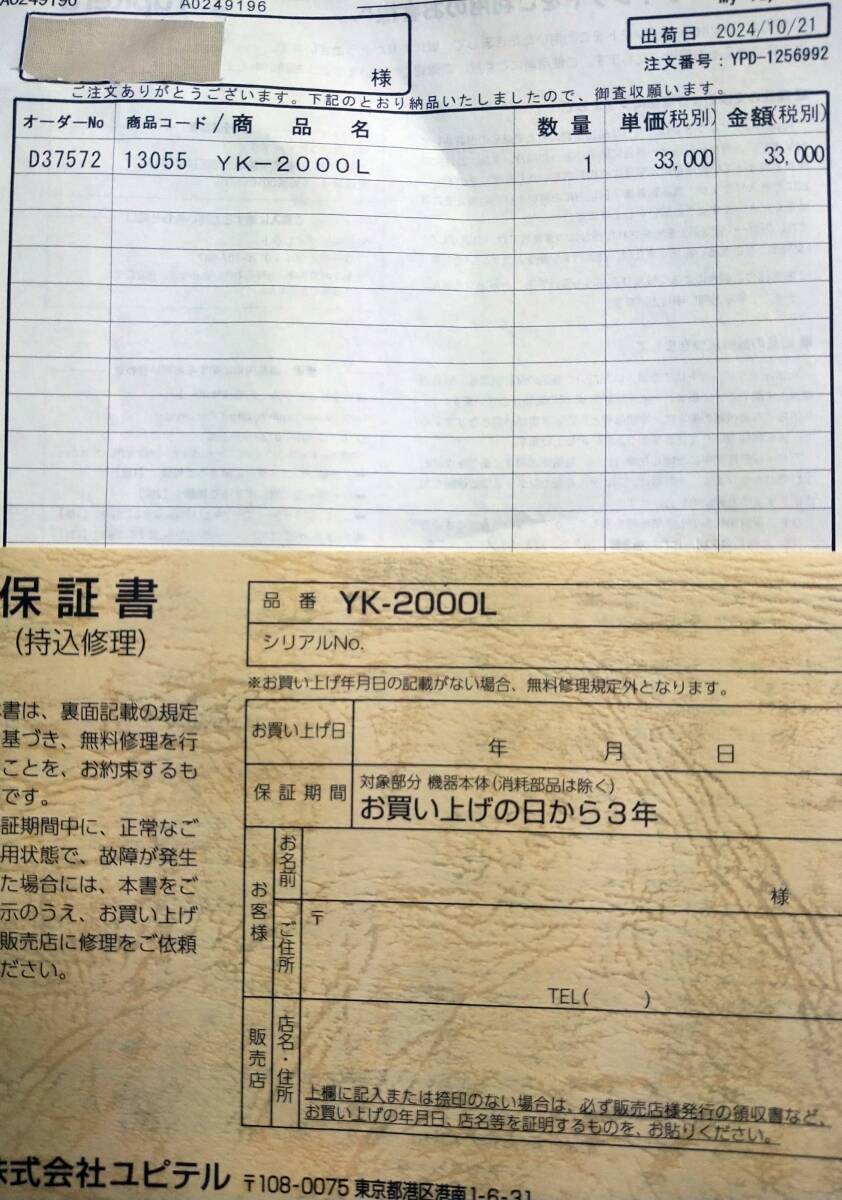 A0249196
A0249196
出荷日 2024/10/21
注文番号：YPD-1256992
様
ご注文ありがとうございます。下記のとおり納品いたしましたので、御査収願います。
オーダーNo 商品コード / 商 品 名 数 量 単価(税別) 金額(税別)
D37572 13055 YK－2000L 1 33,000 33,000
保証書
(持込修理)
品 番 YK-2000L
シリアルNo.
※お買い上げ年月日の記載がない場合、無料修理規定外となります。
書は、裏面記載の規定
基づき、無料修理を行
ことを、お約束するも
です。
証期間中に、正常なご
用状態で、故障が発生
た場合には、本書をご
示のうえ、お買い上げ
販売店に修理をご依頼
ださい。
お買い上げ日 年 月 日
保証期間 対象部分 機器本体(消耗部品は除く)
お買い上げの日から3年
お客様 お名前 様
ご住所 〒
TEL( )
販売店 店名・住所
上欄に記入または捺印のない場合は、必ず販売店様発行の領収書など、
お買い上げの年月日、店名等を証明するものを、お貼りください。
株式会社ユピテル 〒108-0075 東京都港区港南1-6-31